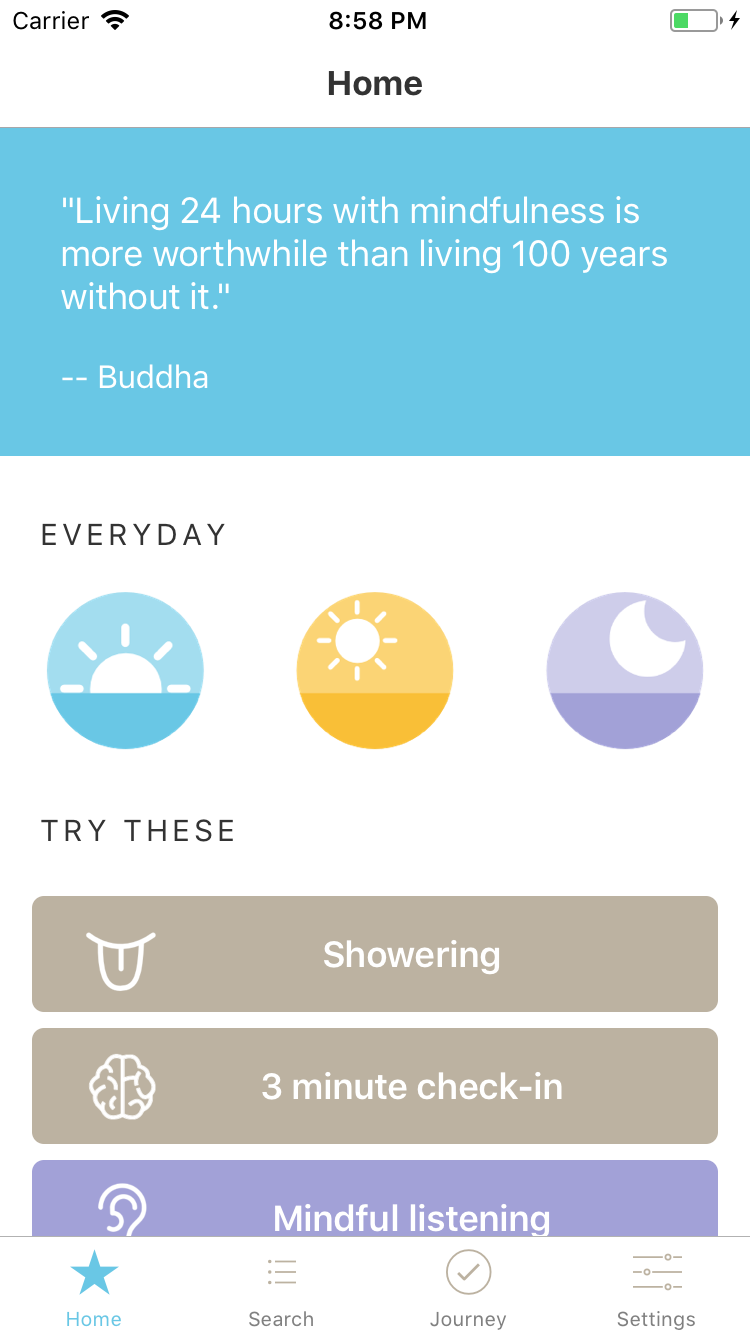 Carrier 8:58 PM
Home
"Living 24 hours with mindfulness is
more worthwhile than living 100 years
without it."
-- Buddha
EVERYDAY
TRY THESE
Showering
3 minute check-in
Mindful listening
Home Search Journey Settings